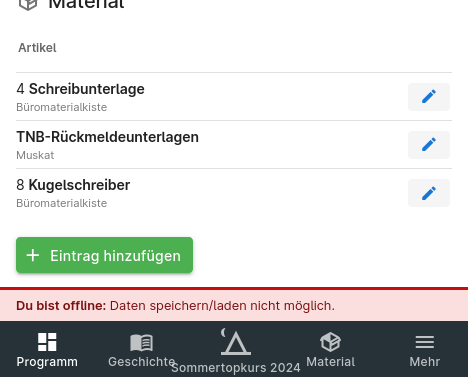 Material
Artikel
4 Schreibunterlage
Büromaterialkiste
TNB-Rückmeldeunterlagen
Muskat
8 Kugelschreiber
Büromaterialkiste
Eintrag hinzufügen
Du bist offline: Daten speichern/laden nicht möglich.
Programm
Geschichte
Sommertopkurs 2024
Material
Mehr